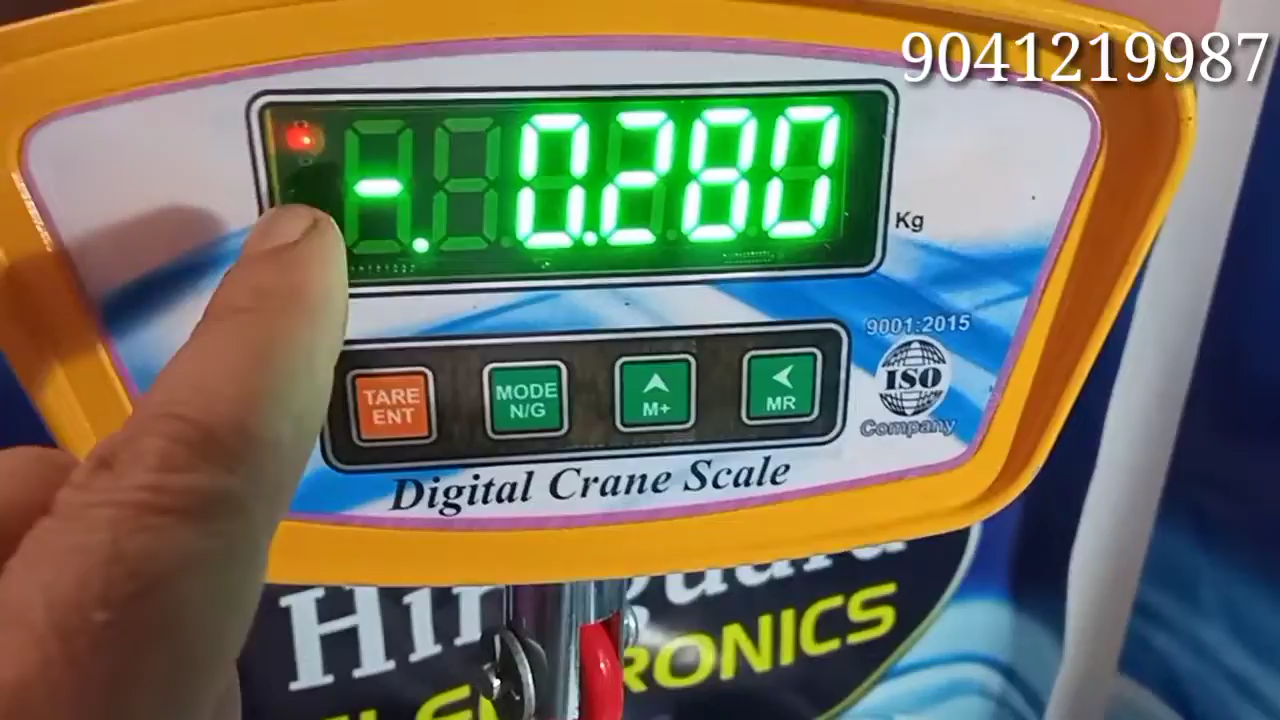 9041219987
-. 0.280
Kg
9001:2015
ISO
Company
TARE
ENT
MODE
N/G
M+
MR
Digital Crane Scale
RONICS